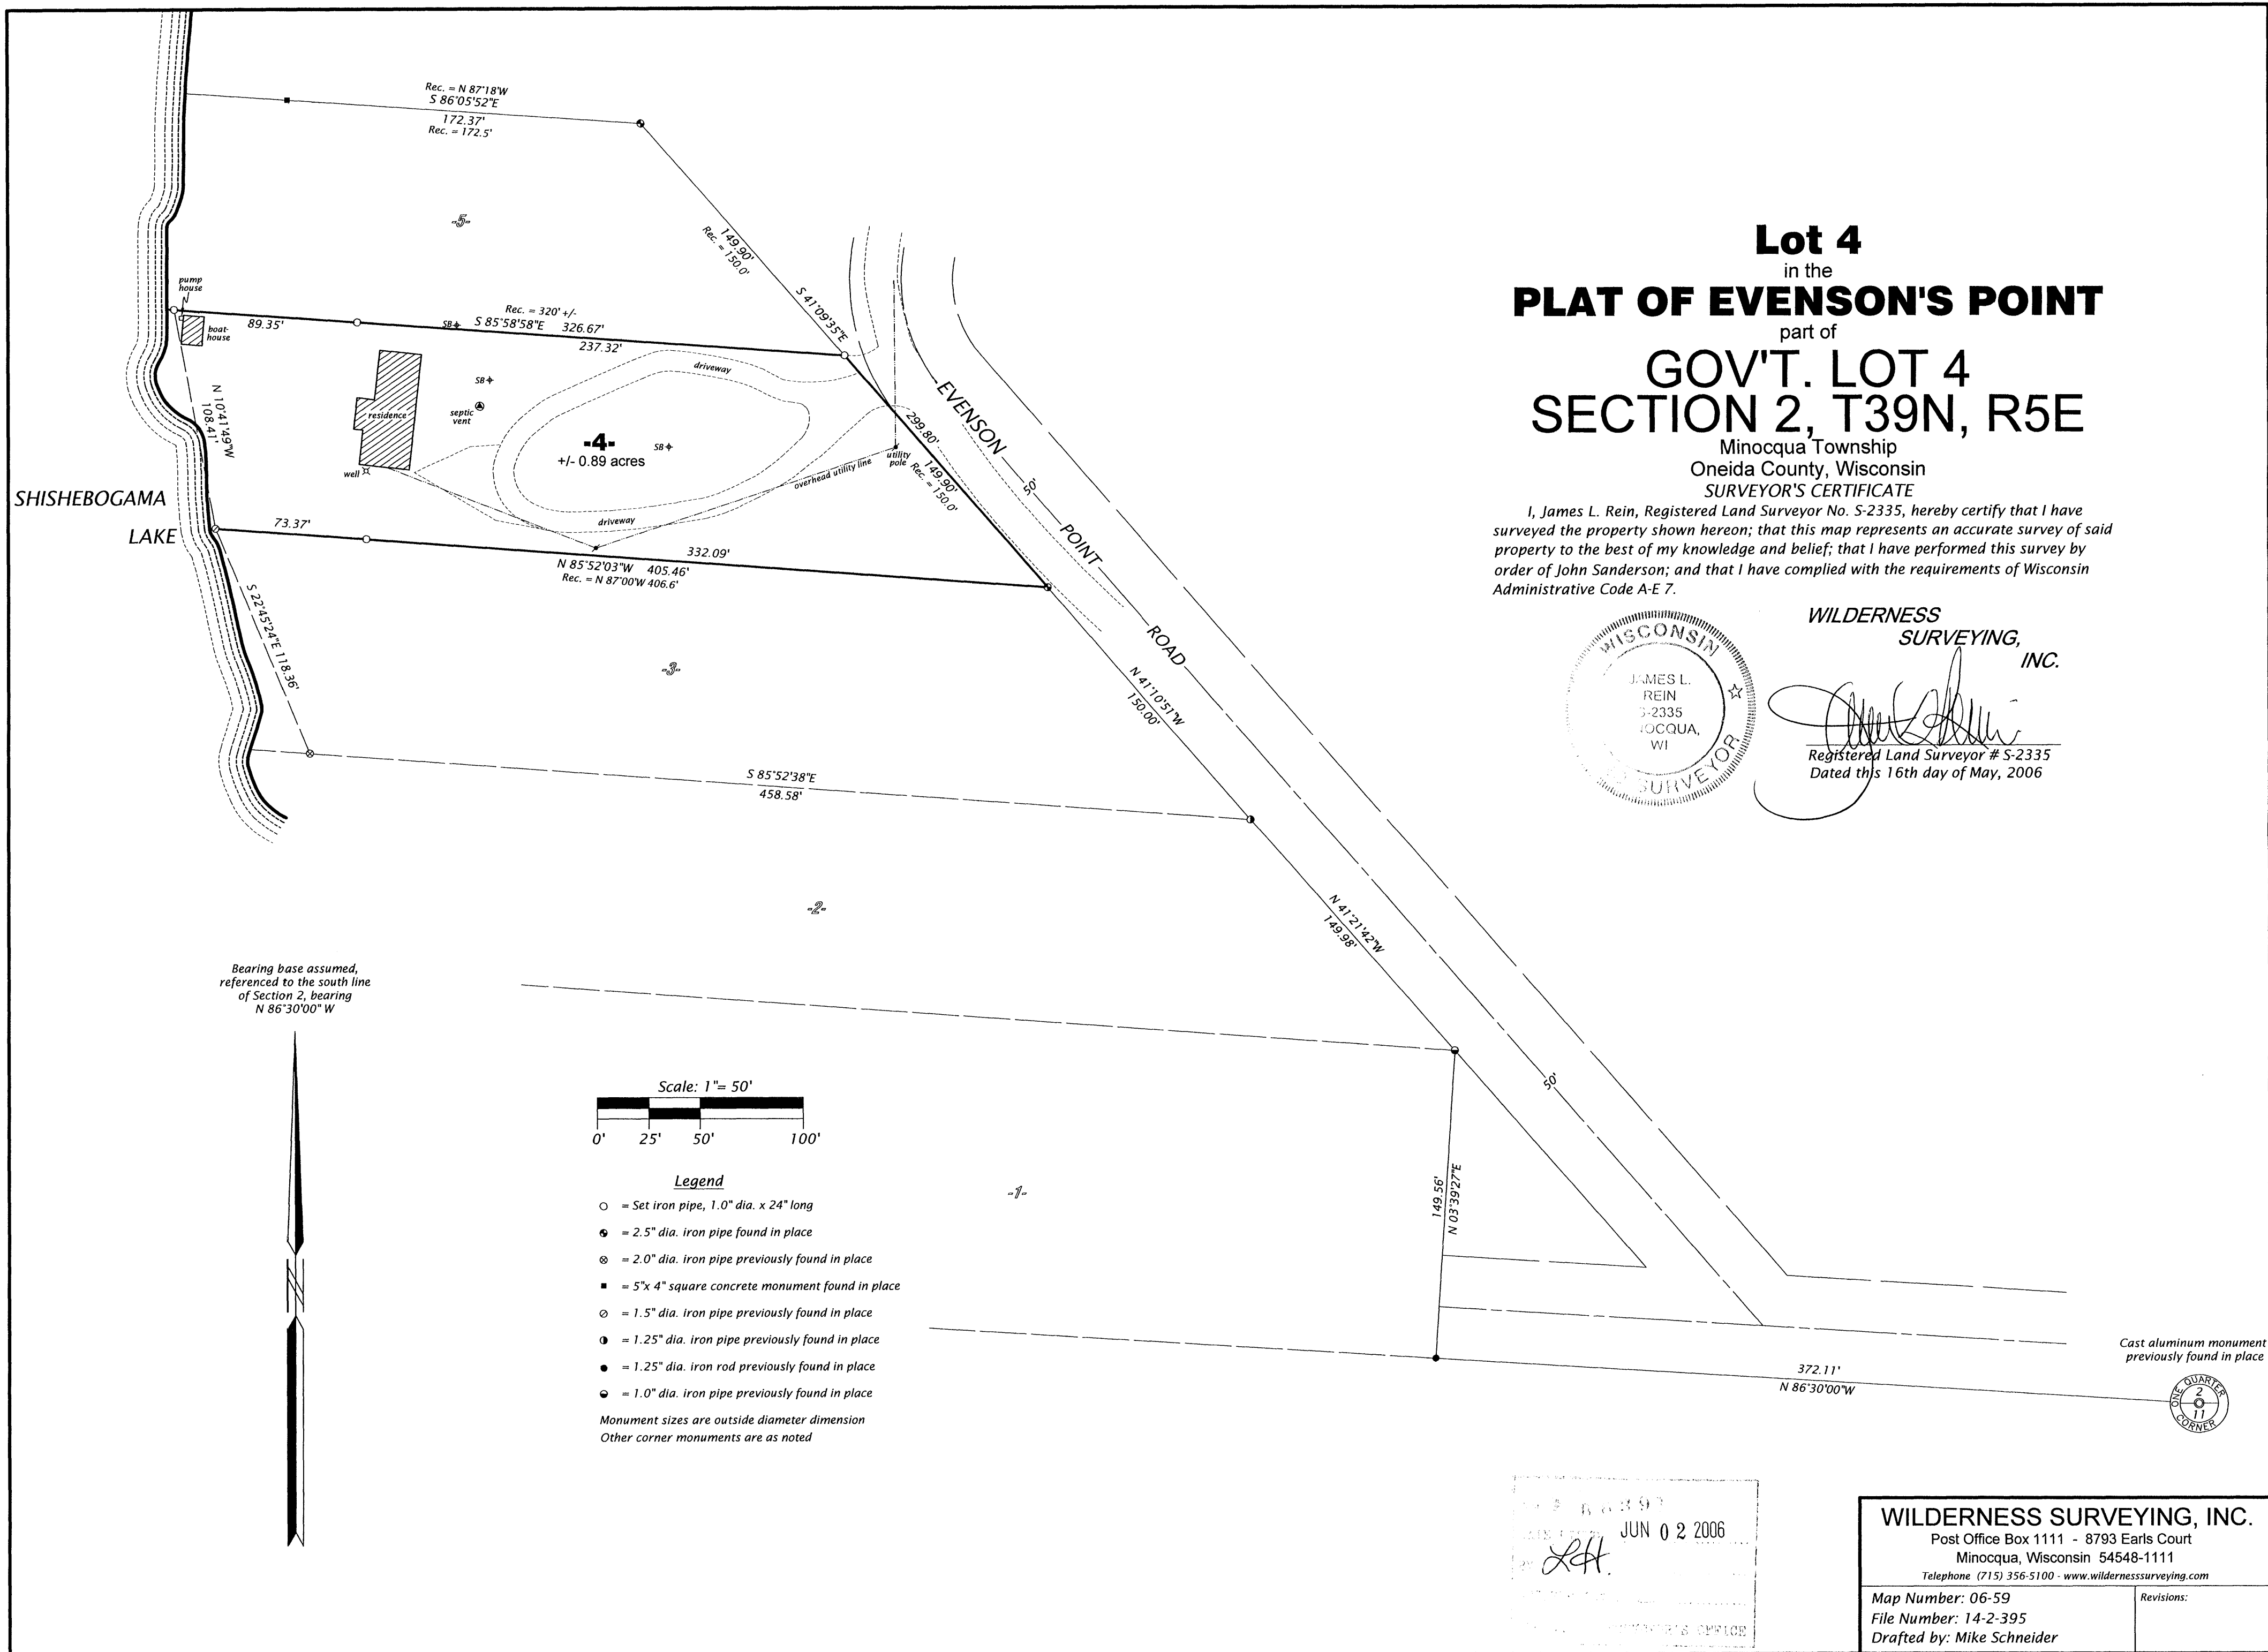 Rec. = N 87°18'W
S 86°05'52"E
172.37'
Rec. = 172.5'
-5-
149.90'
Rec. = 150.0'
S 41°09'35"E
pump
house
boat-
house
89.35'
Rec. = 320' +/-
S 85°58'58"E 326.67'
237.32'
SB
driveway
SB
septic
vent
residence
-4-
+/- 0.89 acres
SB
well
overhead utility line
utility
pole
299.80'
149.90'
Rec. = 150.0'
N 10°41'49"W
108.41'
SHISHEBOGAMA
LAKE
73.37'
driveway
332.09'
N 85°52'03"W 405.46'
Rec. = N 87°00'W 406.6'
EVENSON
50'
POINT
ROAD
S 22°45'24"E 118.36'
-3-
N 41°10'51"W
150.00'
S 85°52'38"E
458.58'
-2-
N 41°21'42"W
149.98'
50'
-1-
149.56'
N 03°39'27"E
372.11'
N 86°30'00"W
Cast aluminum monument
previously found in place
ONE QUARTER
2
11
CORNER
Lot 4
in the
PLAT OF EVENSON'S POINT
part of
GOV'T. LOT 4
SECTION 2, T39N, R5E
Minocqua Township
Oneida County, Wisconsin
SURVEYOR'S CERTIFICATE
I, James L. Rein, Registered Land Surveyor No. S-2335, hereby certify that I have
surveyed the property shown hereon; that this map represents an accurate survey of said
property to the best of my knowledge and belief; that I have performed this survey by
order of John Sanderson; and that I have complied with the requirements of Wisconsin
Administrative Code A-E 7.
WISCONSIN
JAMES L.
REIN
S-2335
WI
SURVEYOR
WILDERNESS
SURVEYING,
INC.
Registered Land Surveyor # S-2335
Dated this 16th day of May, 2006
Bearing base assumed,
referenced to the south line
of Section 2, bearing
N 86°30'00" W
Scale: 1"= 50'
0' 25' 50' 100'
Legend
= Set iron pipe, 1.0" dia. x 24" long
= 2.5" dia. iron pipe found in place
= 2.0" dia. iron pipe previously found in place
= 5"x 4" square concrete monument found in place
= 1.5" dia. iron pipe previously found in place
= 1.25" dia. iron pipe previously found in place
= 1.25" dia. iron rod previously found in place
= 1.0" dia. iron pipe previously found in place
Monument sizes are outside diameter dimension
Other corner monuments are as noted
JUN 02 2006
LH.
OFFICE
WILDERNESS SURVEYING, INC.
Post Office Box 1111 - 8793 Earls Court
Minocqua, Wisconsin 54548-1111
Telephone (715) 356-5100 - www.wildernesssurveying.com
Map Number: 06-59
File Number: 14-2-395
Drafted by: Mike Schneider
Revisions: